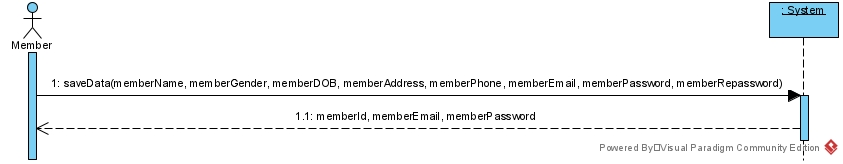 : System
Member
1: saveData(memberName, memberGender, memberDOB, memberAddress, memberPhone, memberEmail, memberPassword, memberRepassword)
1.1: memberId, memberEmail, memberPassword
Powered By□Visual Paradigm Community Edition